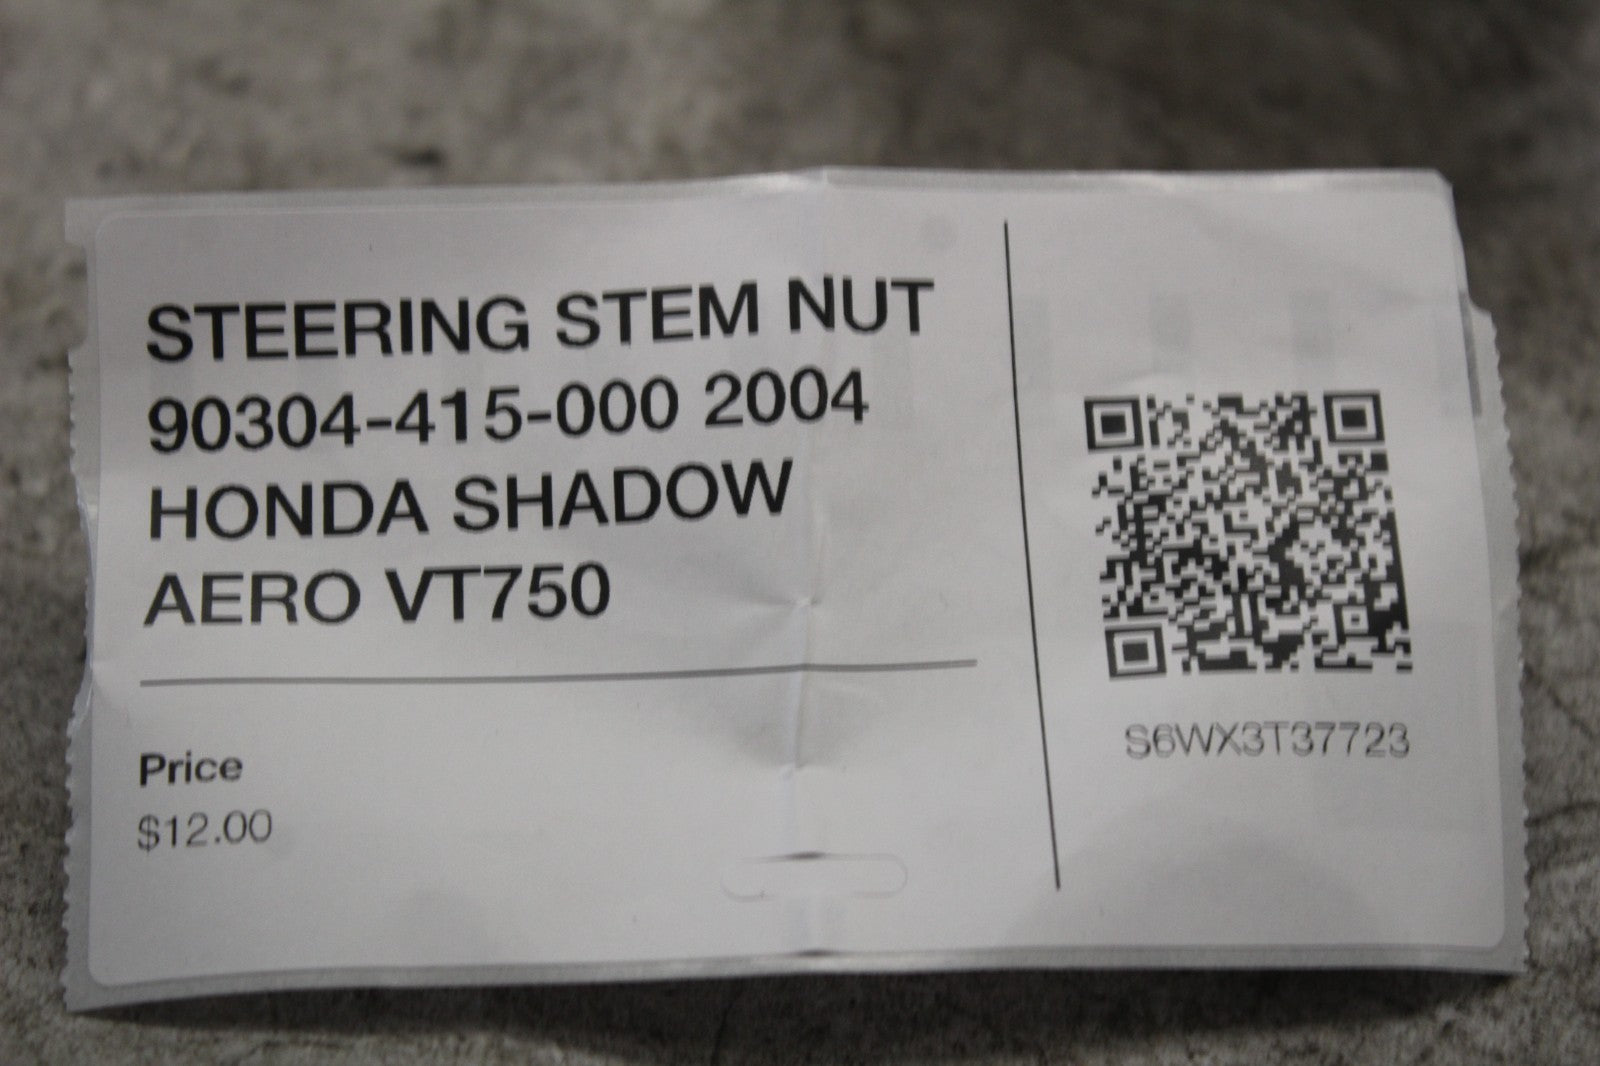 STEERING STEM NUT
90304-415-000 2004
HONDA SHADOW
AERO VT750
Price
$12.00
S6WX3T37723